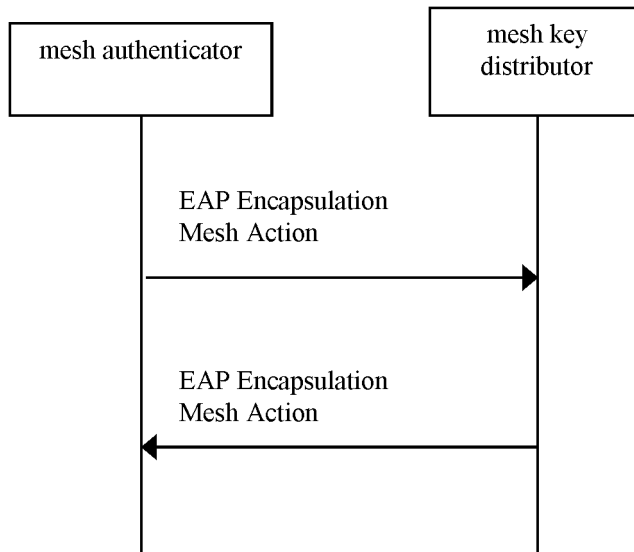 mesh authenticator
mesh key
distributor
EAP Encapsulation
Mesh Action
EAP Encapsulation
Mesh Action